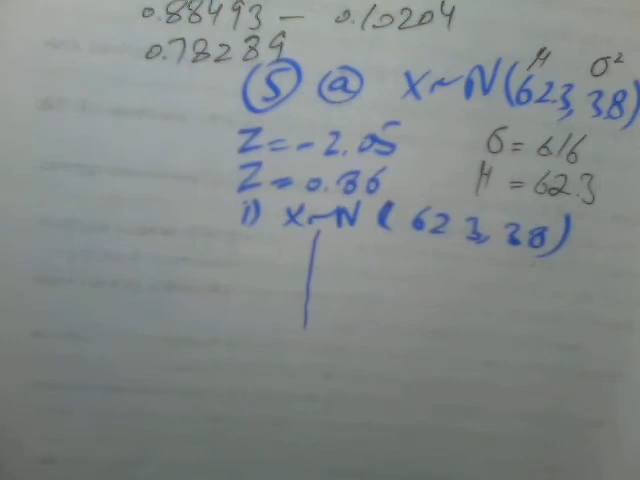 0.88493 - 0.10204
0.78289
μ σ²
(5) (a) X~N(62.3, 38)
Z = -2.05 σ = 6.16
Z = 0.86 μ = 62.3
i) X~N(62.3, 38)